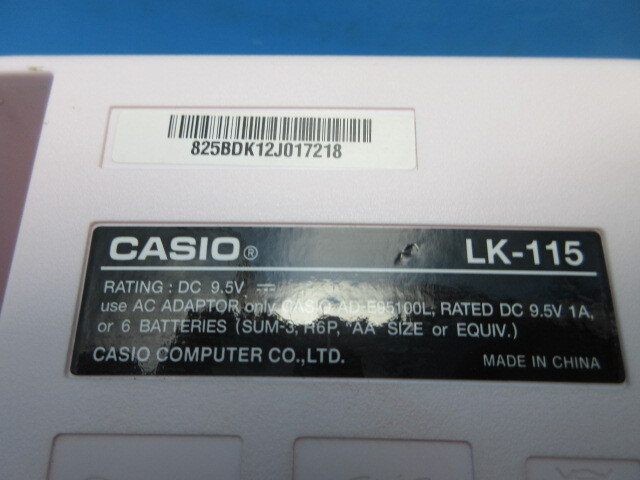 825BDK12J017218
CASIO® LK-115
RATING : DC 9.5V ⎓
use AC ADAPTOR only CASIO AD-E95100L, RATED DC 9.5V 1A,
or 6 BATTERIES (SUM-3, R6P, "AA" SIZE or EQUIV.)
CASIO COMPUTER CO.,LTD. MADE IN CHINA